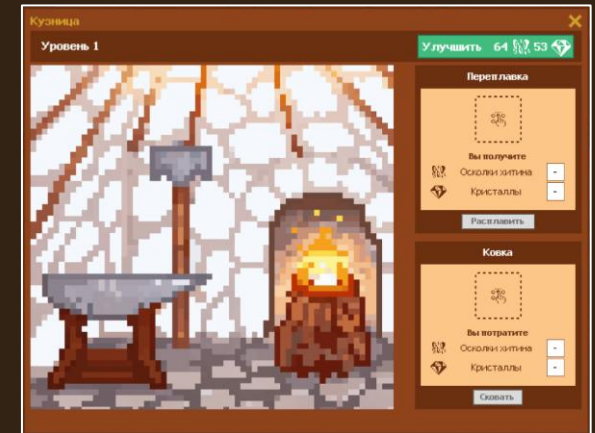 Кузница
Уровень 1
Улучшить 64 53
Переплавка
Вы получите
Осколки хитина -
Кристаллы -
Расплавить
Ковка
Вы потратите
Осколки хитина -
Кристаллы -
Сковать